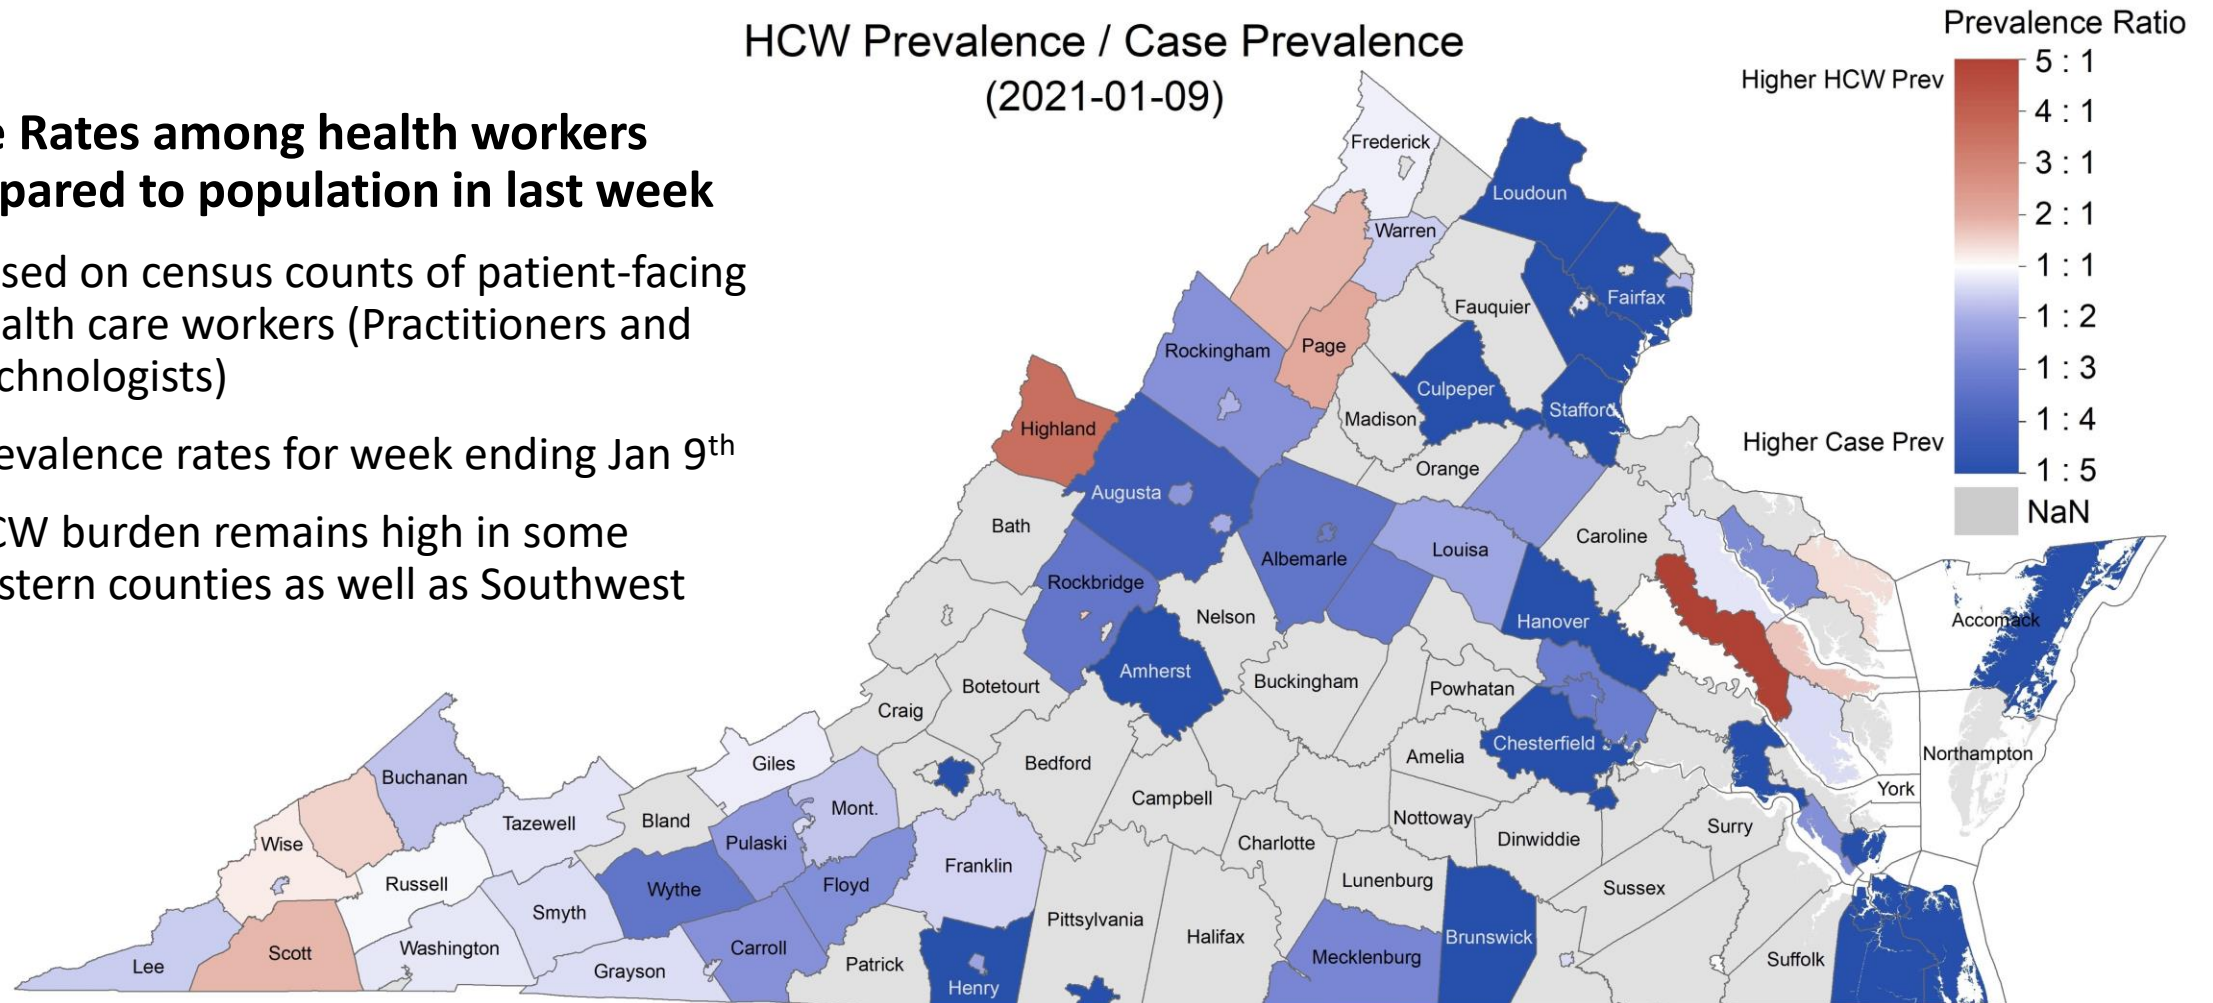 HCW Prevalence / Case Prevalence
(2021-01-09)
e Rates among health workers
pared to population in last week
sed on census counts of patient-facing
alth care workers (Practitioners and
chnologists)
evalence rates for week ending Jan 9th
CW burden remains high in some
stern counties as well as Southwest
Prevalence Ratio
Higher HCW Prev
5 : 1
4 : 1
3 : 1
2 : 1
1 : 1
1 : 2
1 : 3
1 : 4
Higher Case Prev
1 : 5
NaN
Frederick
Loudoun
Warren
Fairfax
Fauquier
Rockingham
Page
Culpeper
Stafford
Madison
Highland
Orange
Augusta
Bath
Caroline
Louisa
Albemarle
Rockbridge
Nelson
Hanover
Accomack
Amherst
Buckingham
Powhatan
Botetourt
Craig
Chesterfield
Northampton
Amelia
Giles
Bedford
Buchanan
York
Campbell
Mont.
Tazewell
Bland
Nottoway
Surry
Dinwiddie
Charlotte
Pulaski
Wise
Franklin
Lunenburg
Russell
Wythe
Floyd
Sussex
Smyth
Pittsylvania
Halifax
Brunswick
Washington
Carroll
Scott
Mecklenburg
Suffolk
Lee
Grayson
Patrick
Henry